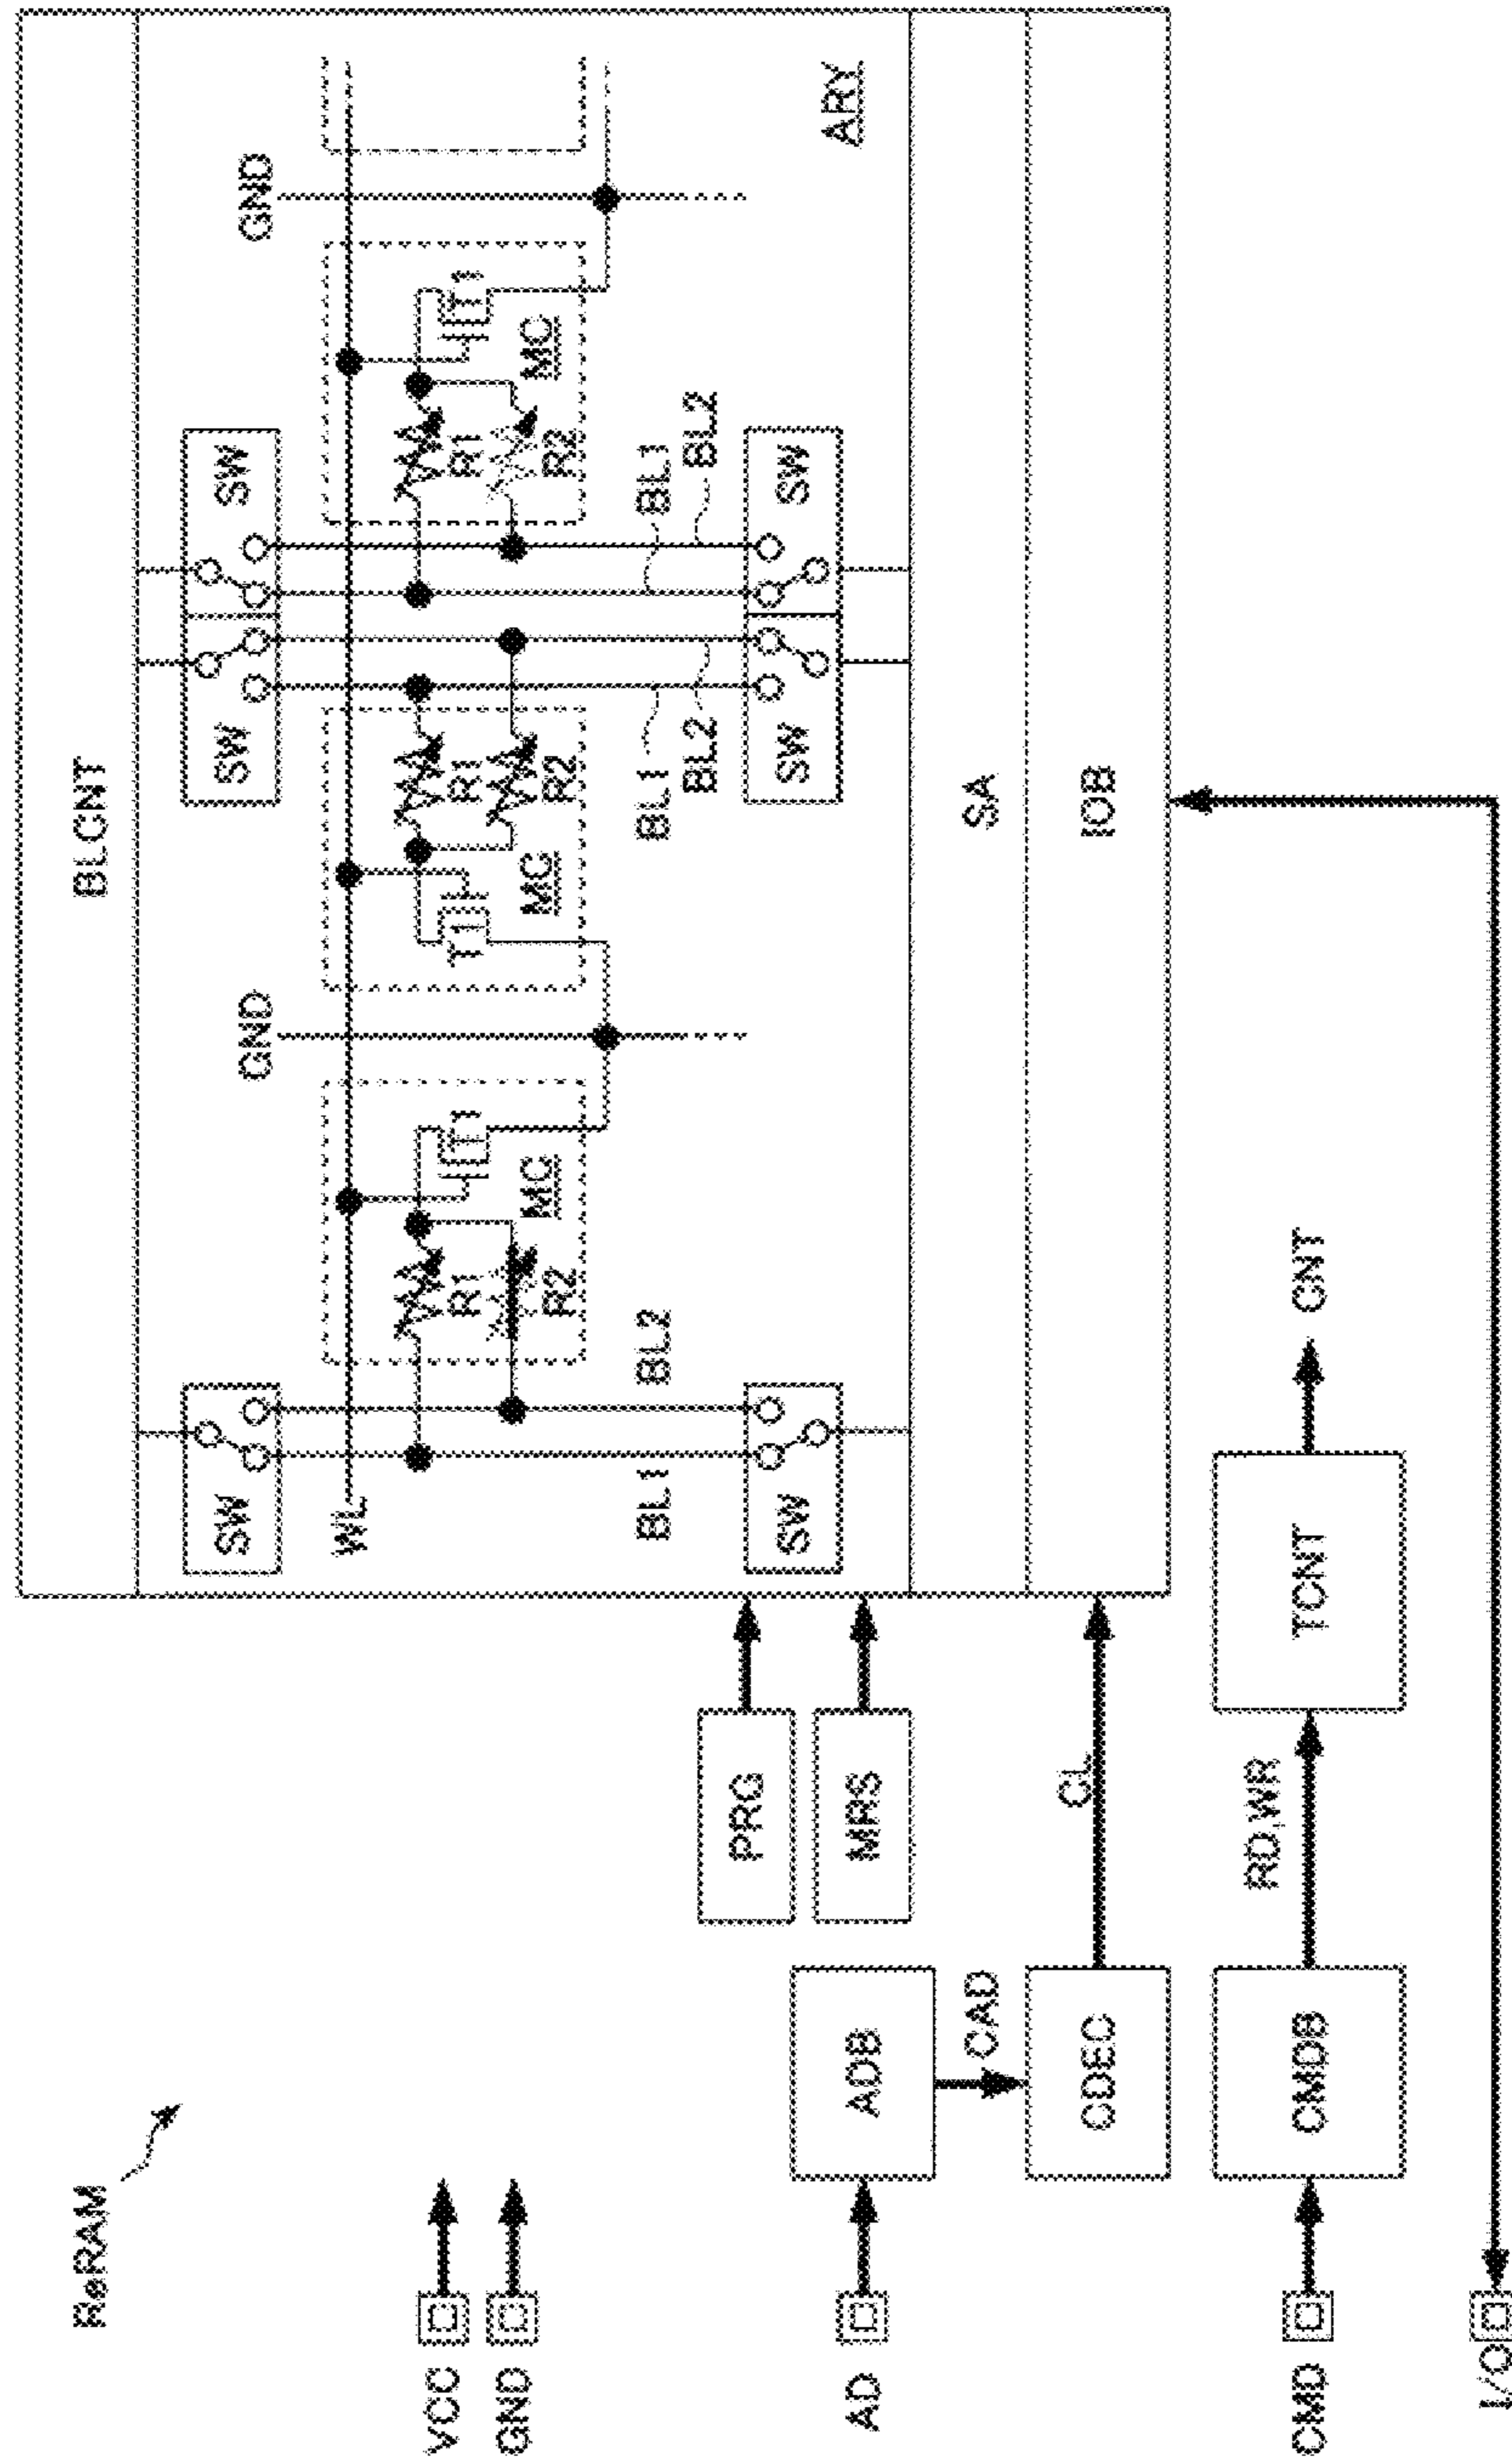 ReRAM
BLCNT
SW
SW
SW
GND
GND
WL
R1
T1
T1
R1
R1
T1
R2
MC
MC
R2
R2
MC
BL1
BL2
BL1
BL2
BL1
BL2
SW
SW
SW
ARY
SA
IOB
VCC
GND
PRG
MRS
AD
ADB
CAD
CDEC
CL
CMD
CMDB
RD,WR
TCNT
CNT
I/O